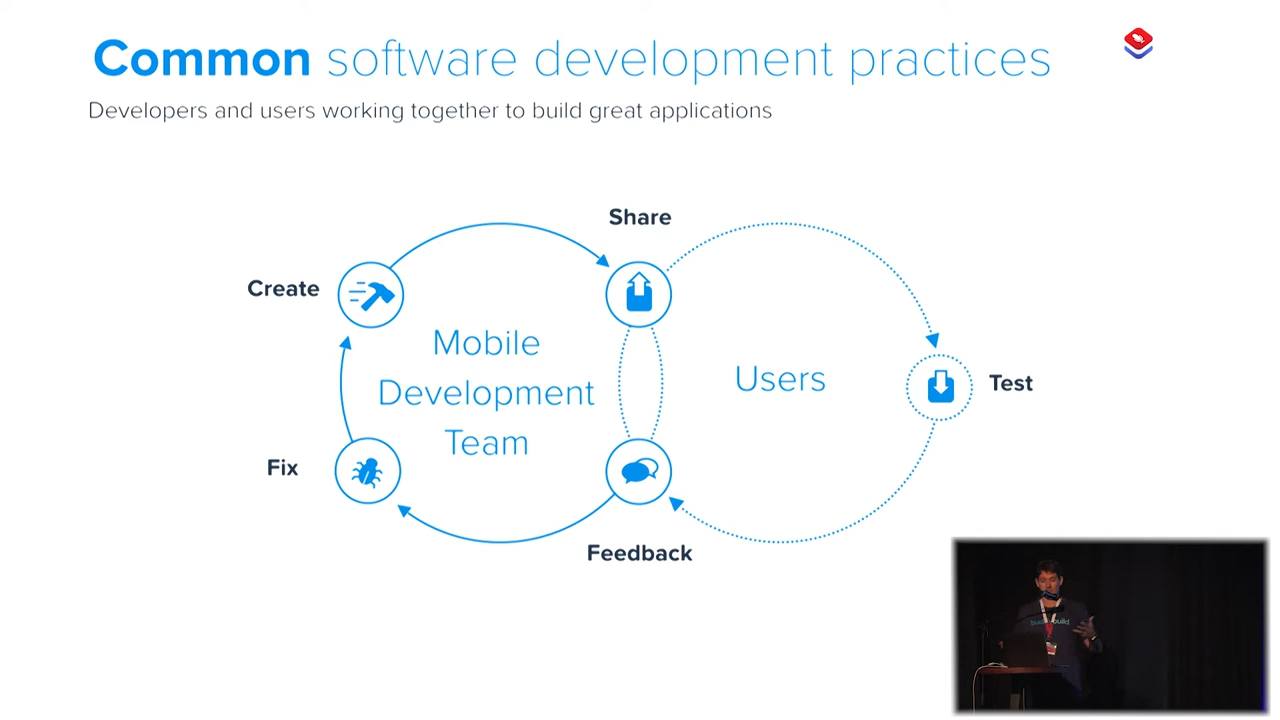 Common software development practices
Developers and users working together to build great applications
Share
Create
Mobile
Development
Team
Users
Test
Fix
Feedback